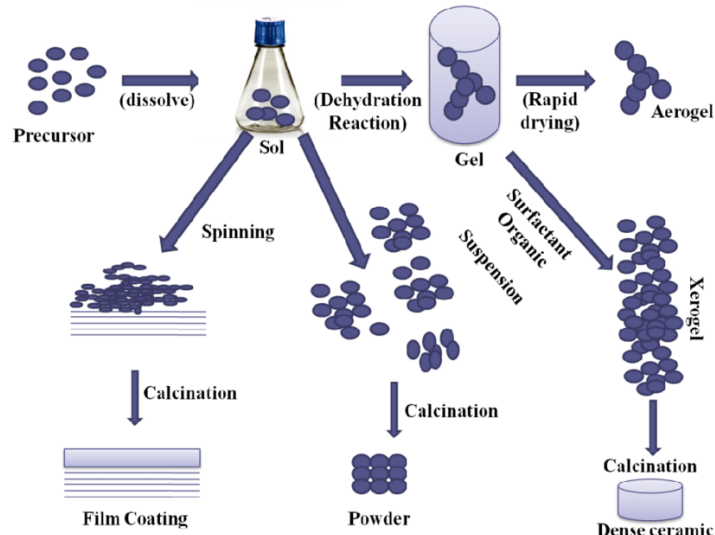 Precursor
(dissolve)
Sol
(Dehydration
Reaction)
Gel
(Rapid
drying)
Aerogel
Spinning
Suspension
Surfactant
Organic
Xerogel
Calcination
Calcination
Calcination
Film Coating
Powder
Dense ceramic